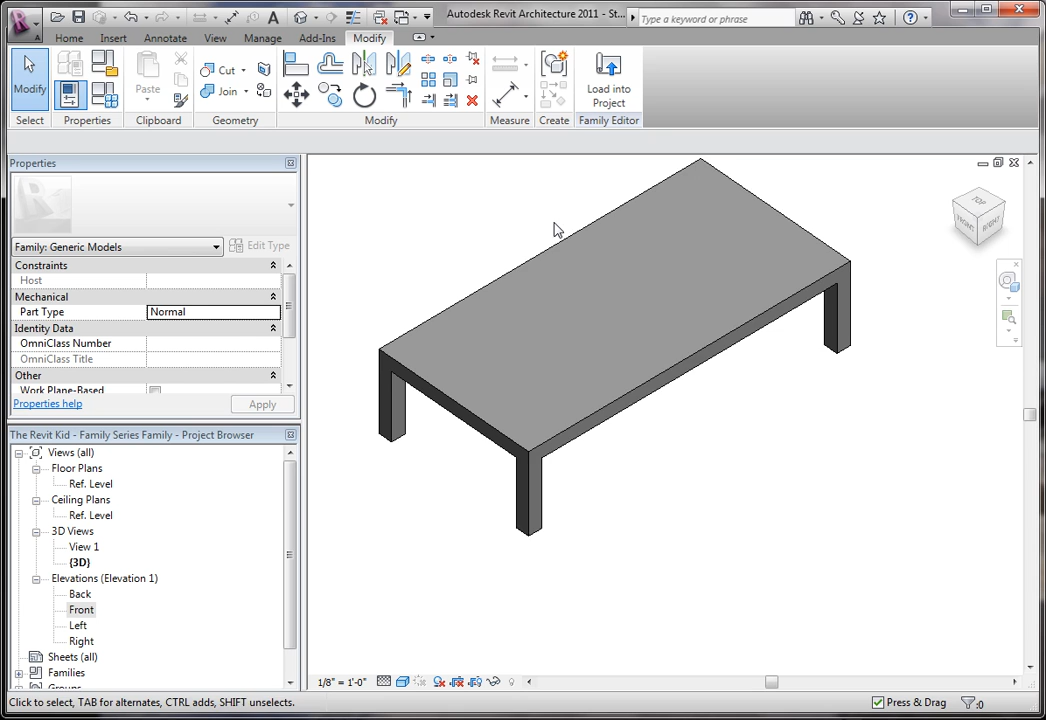 Autodesk Revit Architecture 2011 - St...
Type a keyword or phrase
Home Insert Annotate View Manage Add-Ins Modify
Modify
Paste
Cut
Join
Load into
Project
Select Properties Clipboard Geometry Modify Measure Create Family Editor
Properties
Family: Generic Models
Edit Type
Constraints
Host
Mechanical
Part Type Normal
Identity Data
OmniClass Number
OmniClass Title
Other
Work Plane-Based
Properties help
Apply
The Revit Kid - Family Series Family - Project Browser
Views (all)
Floor Plans
Ref. Level
Ceiling Plans
Ref. Level
3D Views
View 1
{3D}
Elevations (Elevation 1)
Back
Front
Left
Right
Sheets (all)
Families
Groups
TOP
FRONT
RIGHT
1/8" = 1'-0"
Click to select, TAB for alternates, CTRL adds, SHIFT unselects.
Press & Drag
:0